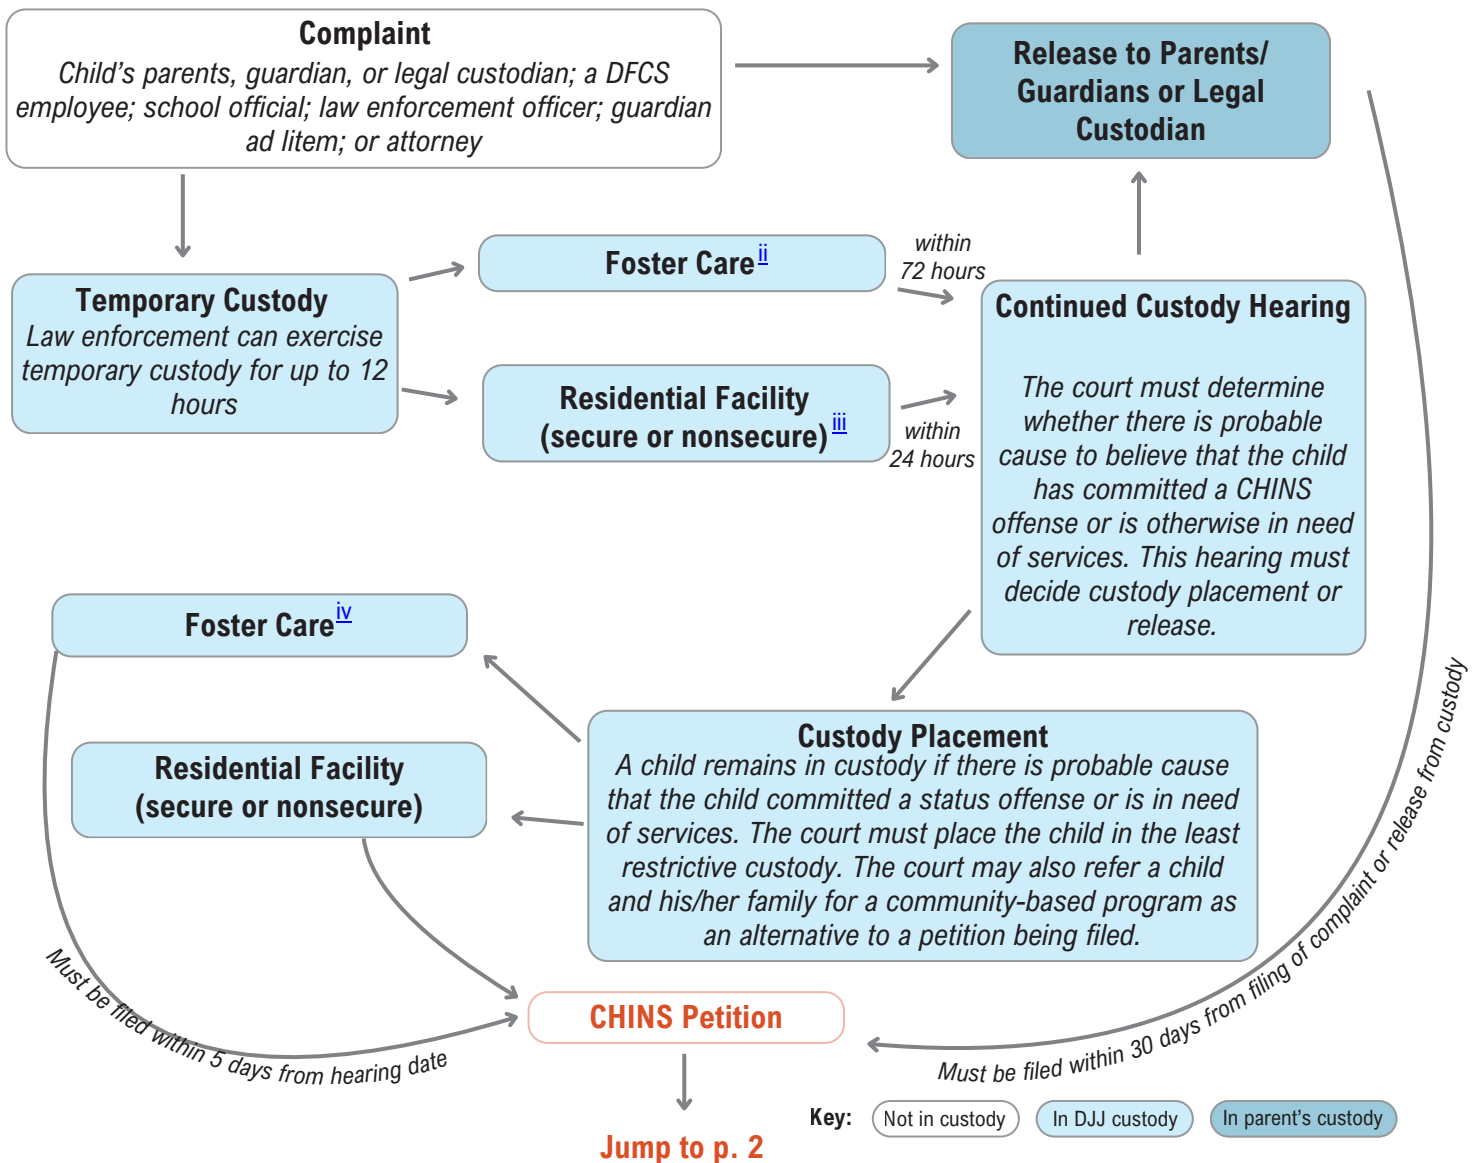 Complaint
Child's parents, guardian, or legal custodian; a DFCS
employee; school official; law enforcement officer; guardian
ad litem; or attorney
Release to Parents/
Guardians or Legal
Custodian
Temporary Custody
Law enforcement can exercise
temporary custody for up to 12
hours
Foster Care ii
within
72 hours
Residential Facility
(secure or nonsecure) iii
within
24 hours
Continued Custody Hearing
The court must determine
whether there is probable
cause to believe that the child
has committed a CHINS
offense or is otherwise in need
of services. This hearing must
decide custody placement or
release.
Foster Care iv
Residential Facility
(secure or nonsecure)
Custody Placement
A child remains in custody if there is probable cause
that the child committed a status offense or is in need
of services. The court must place the child in the least
restrictive custody. The court may also refer a child
and his/her family for a community-based program as
an alternative to a petition being filed.
Must be filed within 5 days from hearing date
Must be filed within 30 days from filing of complaint or release from custody
CHINS Petition
Jump to p. 2
Key:
Not in custody
In DJJ custody
In parent's custody